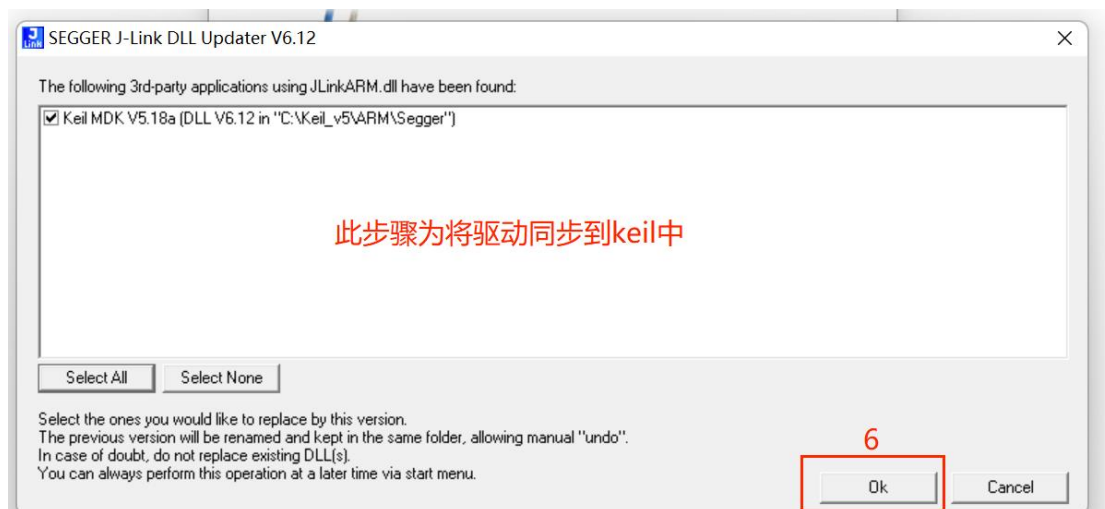 J
Link
SEGGER J-Link DLL Updater V6.12
The following 3rd-party applications using JLinkARM.dll have been found:
Keil MDK V5.18a (DLL V6.12 in "C:\Keil_v5\ARM\Segger")
此步骤为将驱动同步到keil中
Select All
Select None
Select the ones you would like to replace by this version.
The previous version will be renamed and kept in the same folder, allowing manual "undo".
In case of doubt, do not replace existing DLL(s).
You can always perform this operation at a later time via start menu.
6
Ok
Cancel